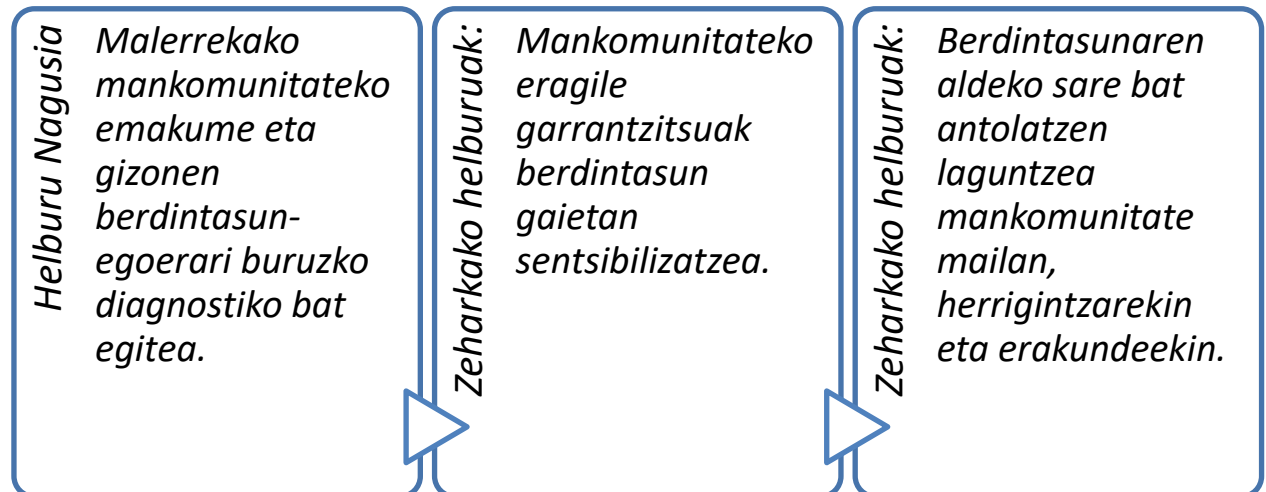 Helburu Nagusia
Malerrekako
mankomunitateko
emakume eta
gizonen
berdintasun-
egoerari buruzko
diagnostiko bat
egitea.
Zeharkako helburuak:
Mankomunitateko
eragile
garrantzitsuak
berdintasun
gaietan
sentsibilizatzea.
Zeharkako helburuak:
Berdintasunaren
aldeko sare bat
antolatzen
laguntzea
mankomunitate
mailan,
herrigintzarekin
eta erakundeekin.